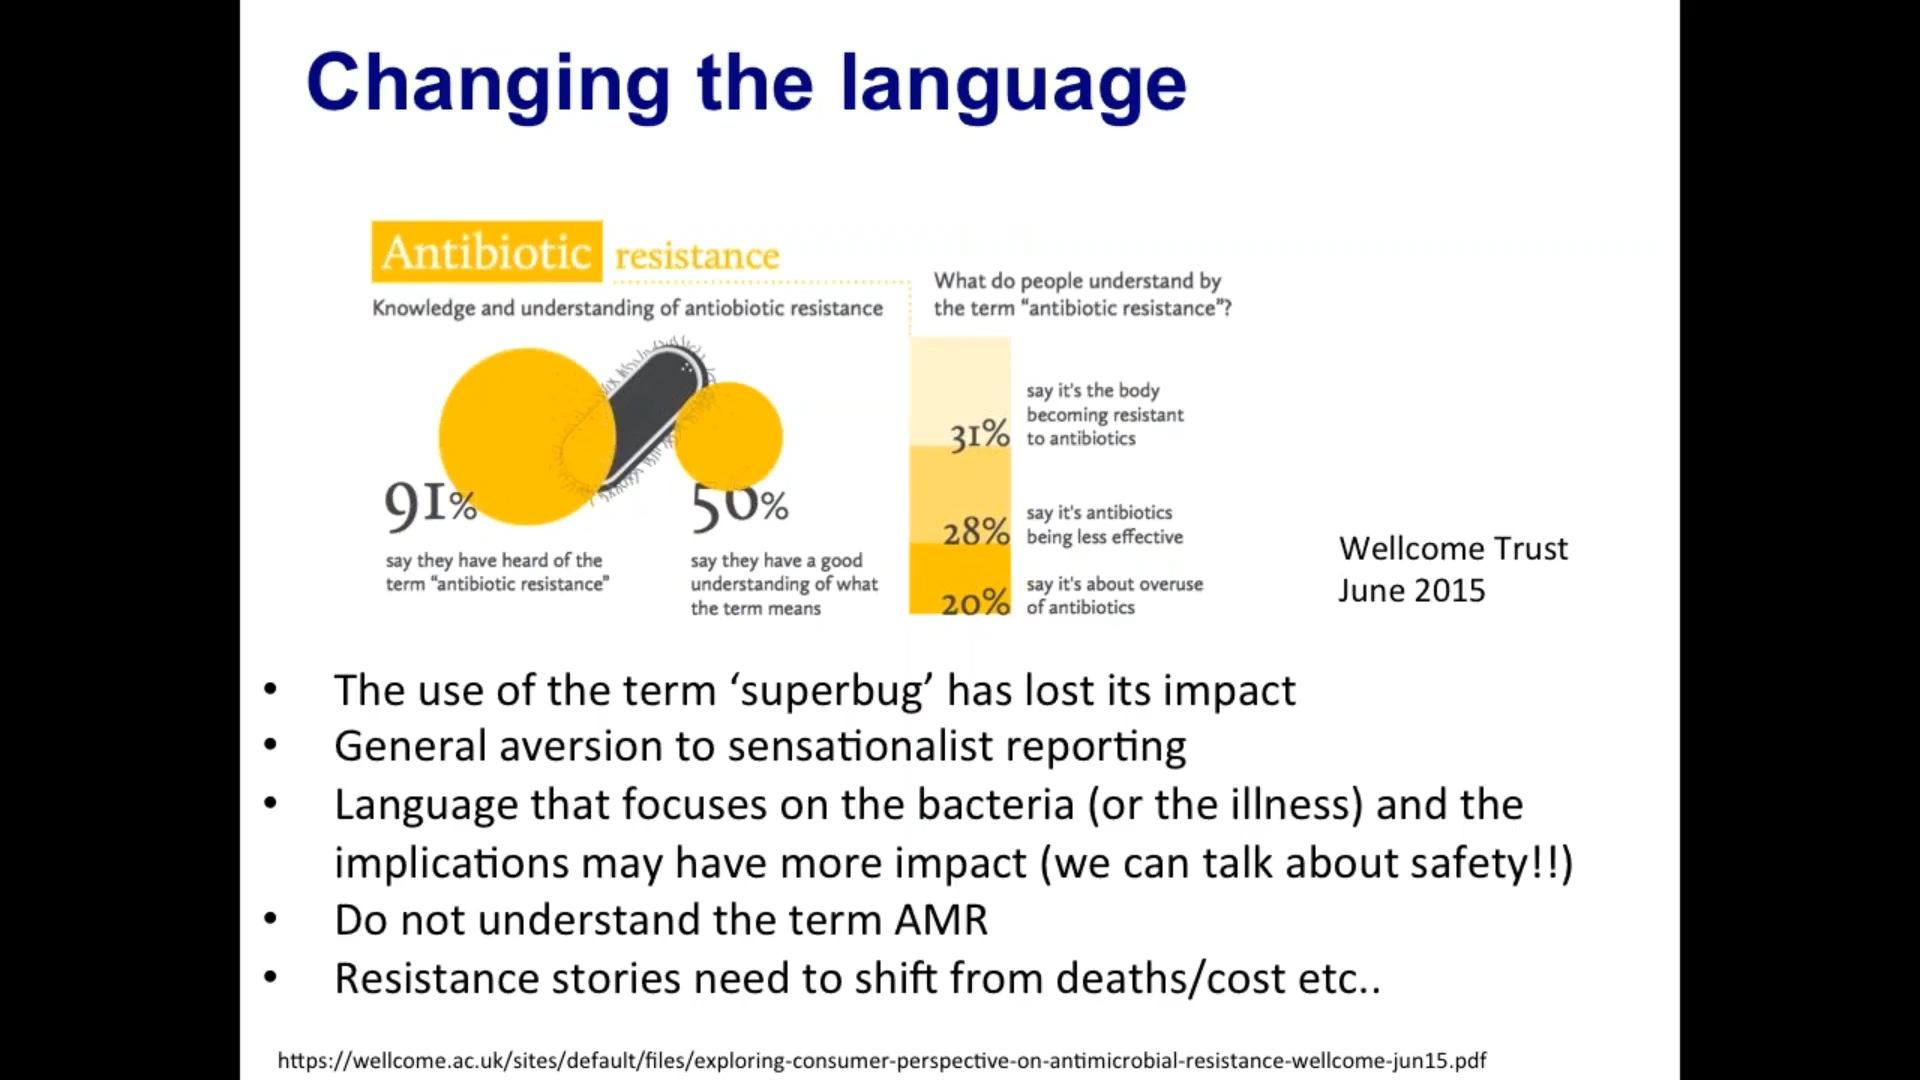 Changing the language
Antibiotic resistance
Knowledge and understanding of antiobiotic resistance
91%
say they have heard of the
term “antibiotic resistance”
say they have a good
understanding of what
the term means
What do people understand by
the term “antibiotic resistance”?
31%
say it's the body
becoming resistant
to antibiotics
28%
say it's antibiotics
being less effective
20%
say it's about overuse
of antibiotics
Wellcome Trust
June 2015
• The use of the term ‘superbug’ has lost its impact
• General aversion to sensationalist reporting
• Language that focuses on the bacteria (or the illness) and the
implications may have more impact (we can talk about safety!!)
• Do not understand the term AMR
• Resistance stories need to shift from deaths/cost etc..
https://wellcome.ac.uk/sites/default/files/exploring-consumer-perspective-on-antimicrobial-resistance-wellcome-jun15.pdf